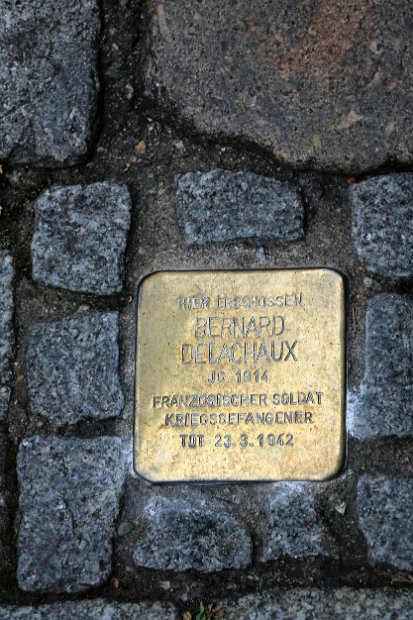 HIER ERSCHOSSEN
BERNARD
DELACHAUX
JG 1914
FRANZÖSISCHER SOLDAT
KRIEGSGEFANGENER
TOT 23.3.1942